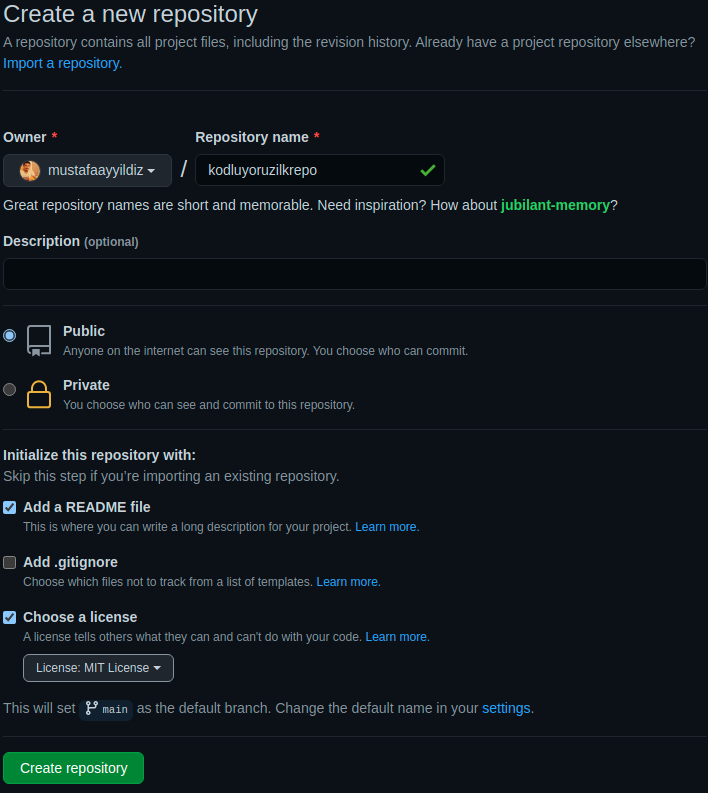 Create a new repository
A repository contains all project files, including the revision history. Already have a project repository elsewhere?
Import a repository.
Owner *
Repository name *
mustafaayyildiz
/
kodluyoruzilkrepo
Great repository names are short and memorable. Need inspiration? How about jubilant-memory?
Description (optional)
Public
Anyone on the internet can see this repository. You choose who can commit.
Private
You choose who can see and commit to this repository.
Initialize this repository with:
Skip this step if you’re importing an existing repository.
Add a README file
This is where you can write a long description for your project. Learn more.
Add .gitignore
Choose which files not to track from a list of templates. Learn more.
Choose a license
A license tells others what they can and can't do with your code. Learn more.
License: MIT License
This will set main as the default branch. Change the default name in your settings.
Create repository